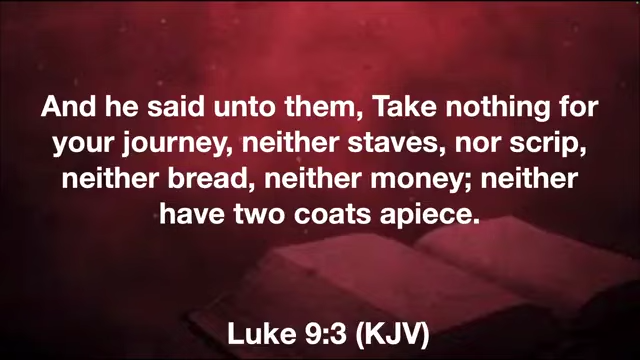 And he said unto them, Take nothing for
your journey, neither staves, nor scrip,
neither bread, neither money; neither
have two coats apiece.
Luke 9:3 (KJV)